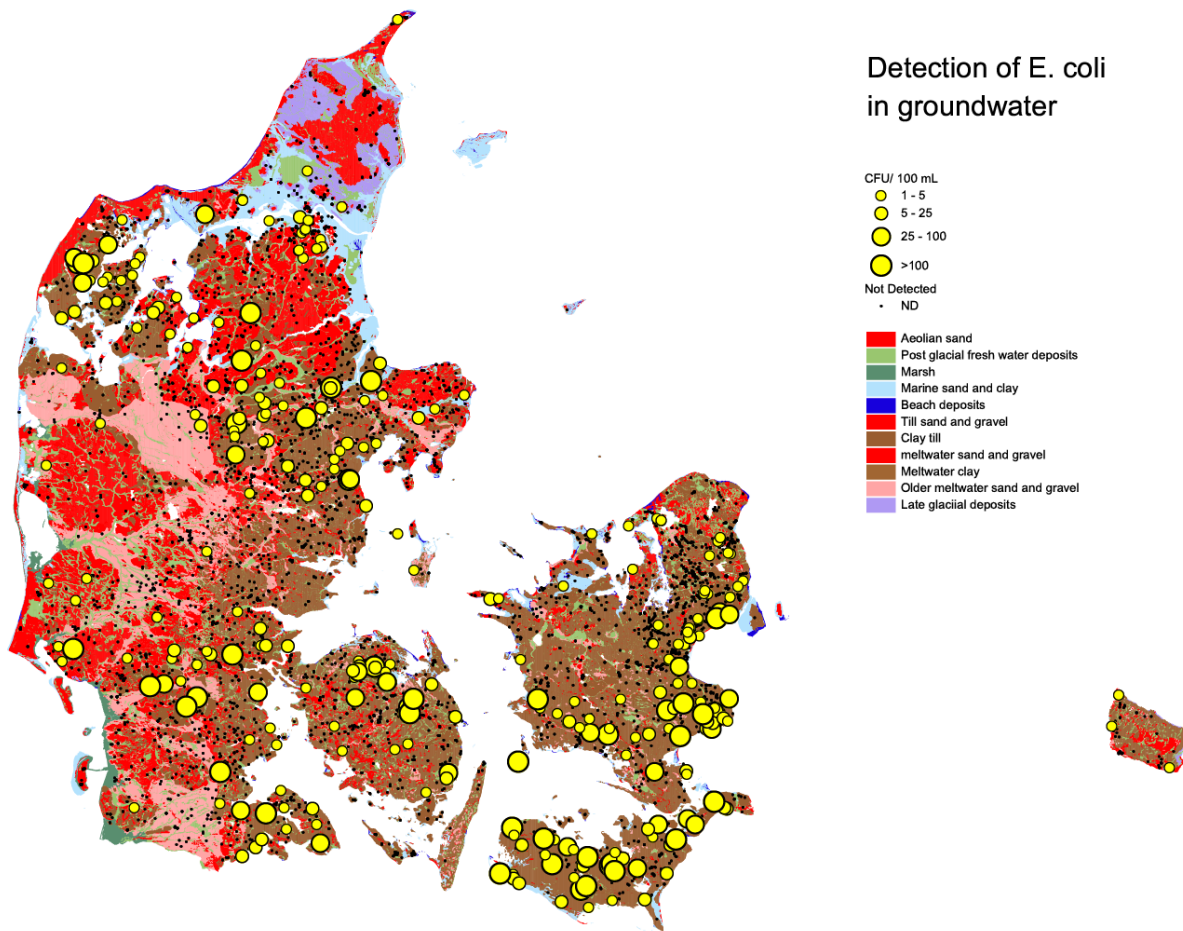 Detection of E. coli
in groundwater
CFU/ 100 mL
1 - 5
5 - 25
25 - 100
>100
Not Detected
ND
Aeolian sand
Post glacial fresh water deposits
Marsh
Marine sand and clay
Beach deposits
Till sand and gravel
Clay till
meltwater sand and gravel
Meltwater clay
Older meltwater sand and gravel
Late glaciial deposits